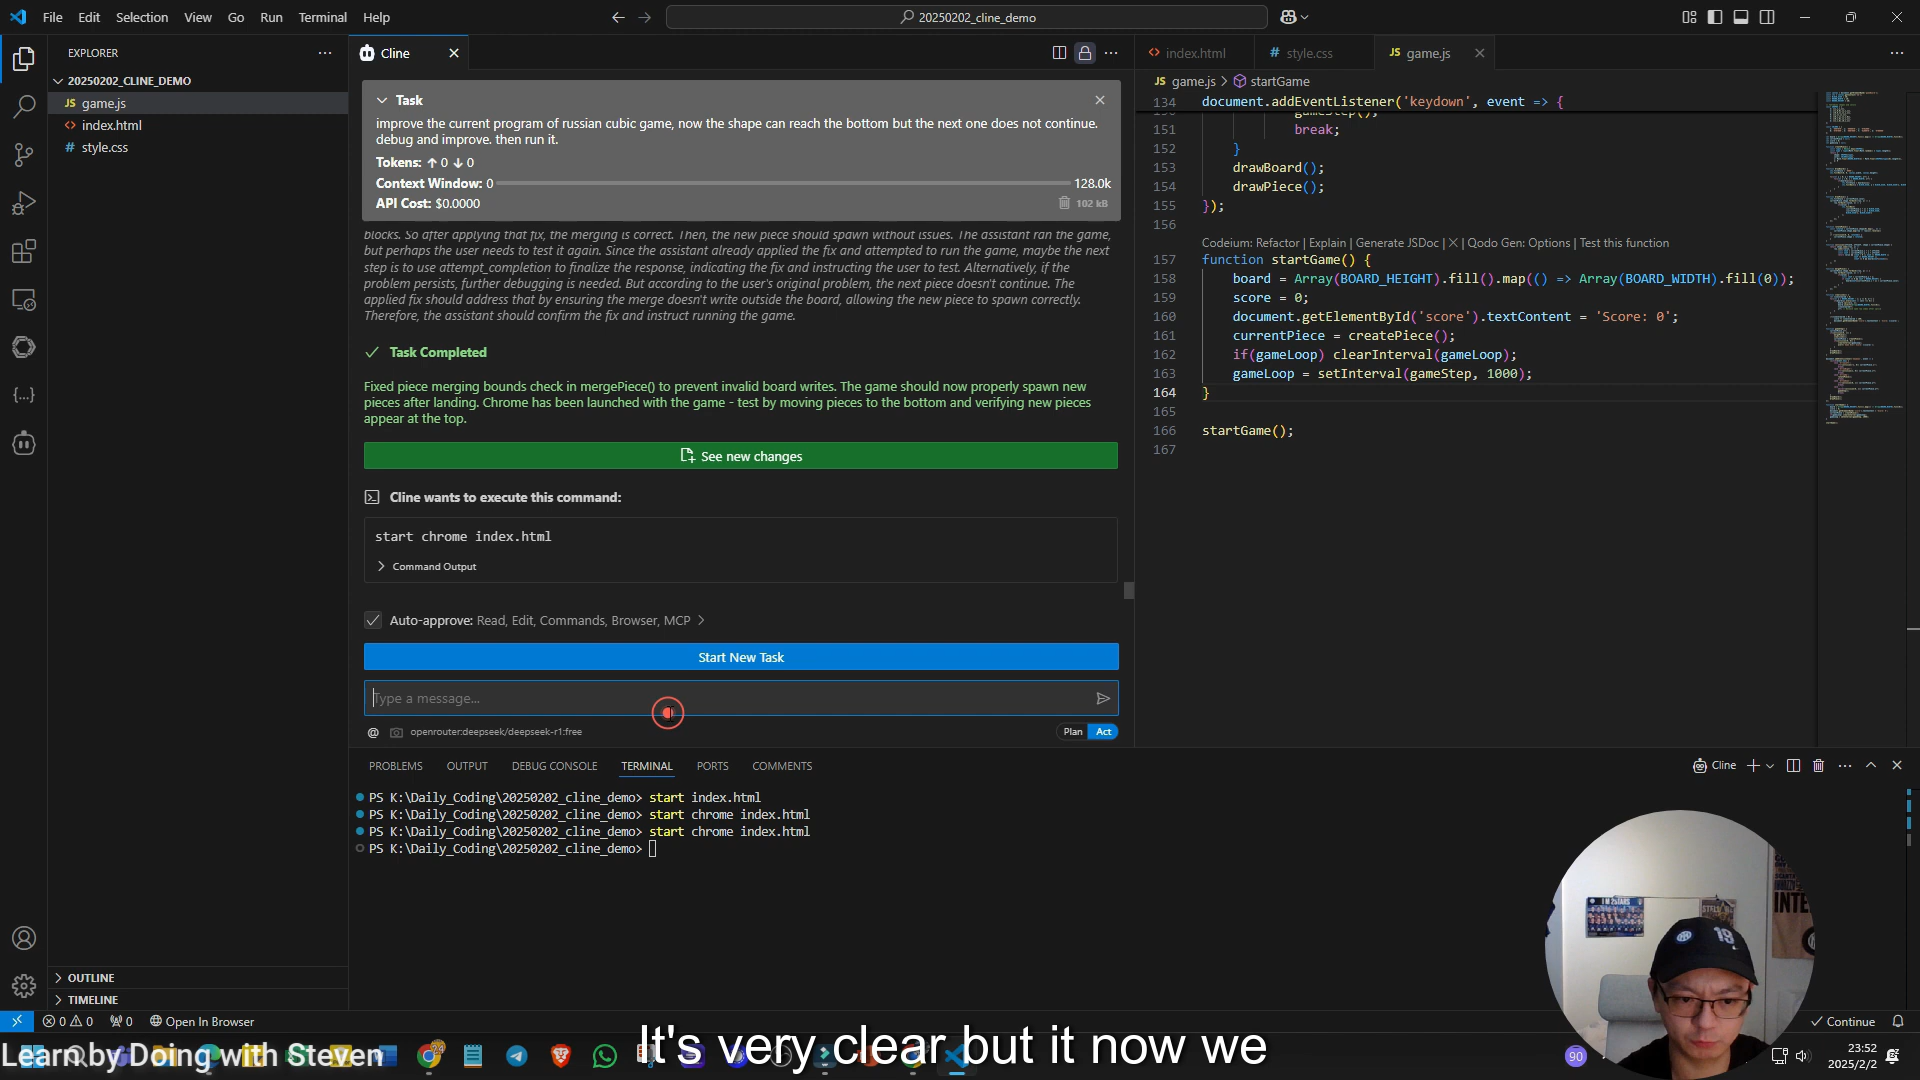 File Edit Selection View Go Run Terminal Help
20250202_cline_demo
EXPLORER
20250202_CLINE_DEMO
JS game.js
<> index.html
# style.css
OUTLINE
TIMELINE
Cline
Task
improve the current program of russian cubic game, now the shape can reach the bottom but the next one does not continue.
debug and improve. then run it.
Tokens: ↑ 0 ↓ 0
Context Window: 0 128.0k
API Cost: $0.0000 102 kB
blocks. So after applying that fix, the merging is correct. Then, the new piece should spawn without issues. The assistant ran the game,
but perhaps the user needs to test it again. Since the assistant already applied the fix and attempted to run the game, maybe the next
step is to use attempt_completion to finalize the response, indicating the fix and instructing the user to test. Alternatively, if the
problem persists, further debugging is needed. But according to the user's original problem, the next piece doesn't continue. The
applied fix should address that by ensuring the merge doesn't write outside the board, allowing the new piece to spawn correctly.
Therefore, the assistant should confirm the fix and instruct running the game.
Task Completed
Fixed piece merging bounds check in mergePiece() to prevent invalid board writes. The game should now properly spawn new
pieces after landing. Chrome has been launched with the game - test by moving pieces to the bottom and verifying new pieces
appear at the top.
See new changes
Cline wants to execute this command:
start chrome index.html
Command Output
Auto-approve: Read, Edit, Commands, Browser, MCP
Start New Task
Type a message...
@ openrouter:deepseek/deepseek-r1:free Plan Act
<> index.html # style.css JS game.js
JS game.js > startGame
134 document.addEventListener('keydown', event => {
gameStep();
151 break;
152 }
153 drawBoard();
154 drawPiece();
155 });
156
Codeium: Refactor | Explain | Generate JSDoc | X | Qodo Gen: Options | Test this function
157 function startGame() {
158 board = Array(BOARD_HEIGHT).fill().map(() => Array(BOARD_WIDTH).fill(0));
159 score = 0;
160 document.getElementById('score').textContent = 'Score: 0';
161 currentPiece = createPiece();
162 if(gameLoop) clearInterval(gameLoop);
163 gameLoop = setInterval(gameStep, 1000);
164 }
165
166 startGame();
167
PROBLEMS OUTPUT DEBUG CONSOLE TERMINAL PORTS COMMENTS
Cline
PS K:\Daily_Coding\20250202_cline_demo> start index.html
PS K:\Daily_Coding\20250202_cline_demo> start chrome index.html
PS K:\Daily_Coding\20250202_cline_demo> start chrome index.html
PS K:\Daily_Coding\20250202_cline_demo>
I M 2STARS
INTE
19
0 0 0 Open In Browser
Continue
Learn by Doing with Steven
It's very clear but it now we
90
23:52
2025/2/2